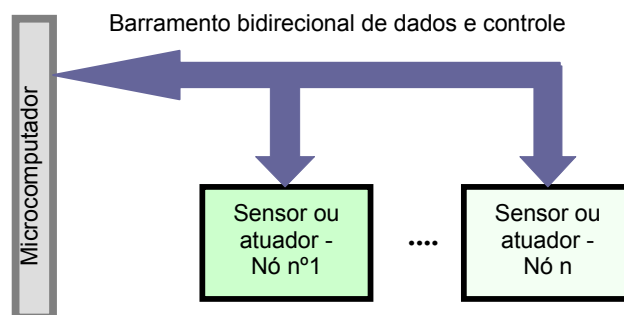 Barramento bidirecional de dados e controle
Microcomputador
Sensor ou
atuador -
Nó nº1
....
Sensor ou
atuador -
Nó n